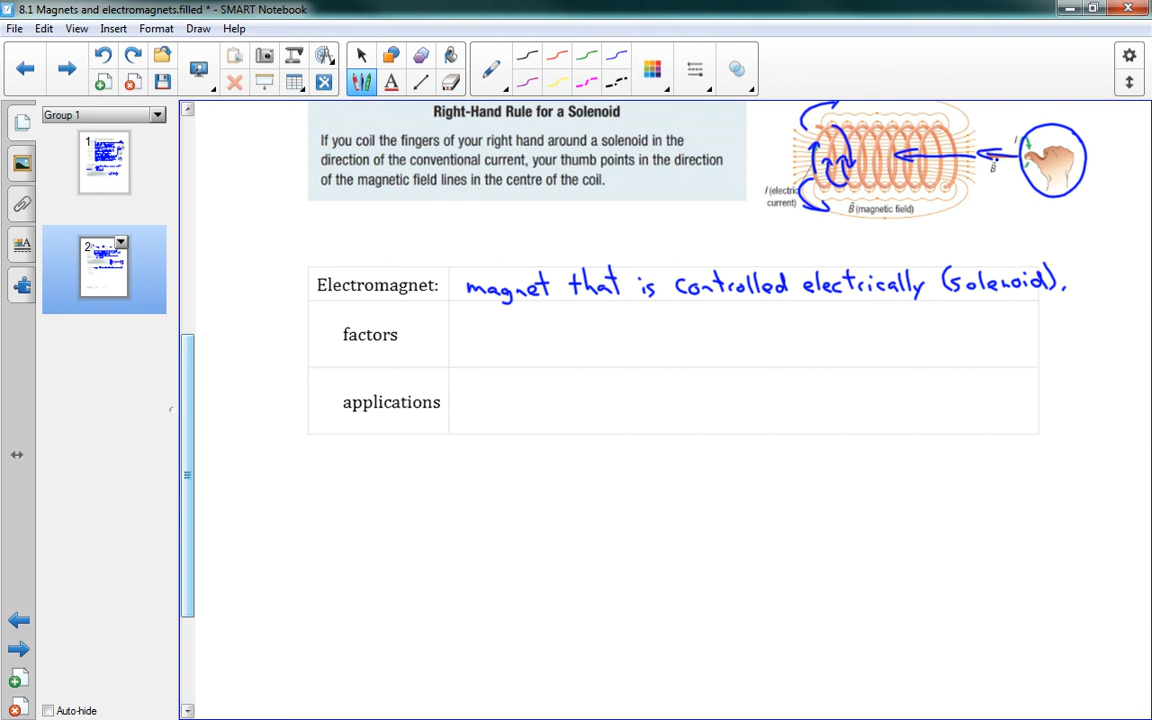 8.1 Magnets and electromagnets.filled * - SMART Notebook
File Edit View Insert Format Draw Help
Group 1
1
2
Right-Hand Rule for a Solenoid
If you coil the fingers of your right hand around a solenoid in the
direction of the conventional current, your thumb points in the direction
of the magnetic field lines in the centre of the coil.
I
B
I (electric
current)
B (magnetic field)
Electromagnet: magnet that is controlled electrically (solenoid).
factors
applications
Auto-hide